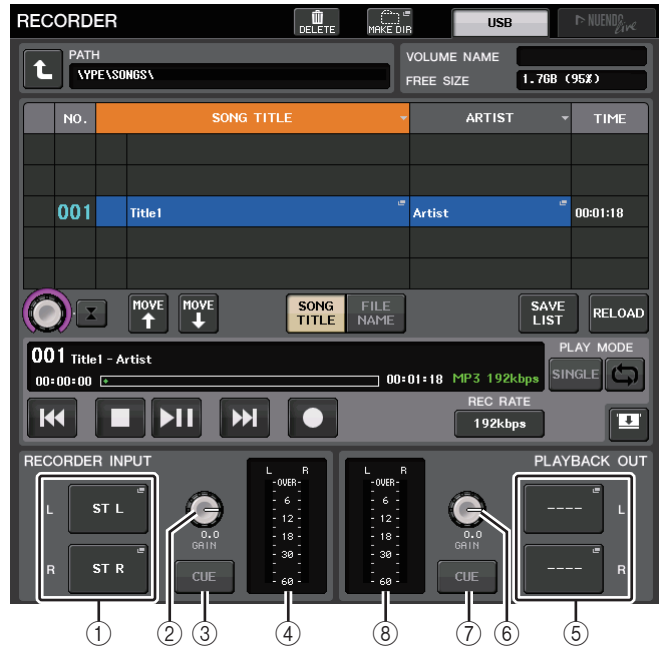 RECORDER
DELETE
MAKE DIR
USB
NUENDO Live
PATH
\YPE\SONGS\
VOLUME NAME
FREE SIZE
1.7GB (95%)
NO.
SONG TITLE
ARTIST
TIME
001
Title1
Artist
00:01:18
MOVE
MOVE
SONG TITLE
FILE NAME
SAVE LIST
RELOAD
001 Title1 - Artist
00:00:00
00:01:18
MP3 192kbps
PLAY MODE
SINGLE
REC RATE
192kbps
RECORDER INPUT
L
ST L
R
ST R
0.0
GAIN
CUE
L R
-OVER-
6
12
18
30
60
L R
-OVER-
6
12
18
30
60
0.0
GAIN
CUE
PLAYBACK OUT
----
L
----
R
① ② ③ ④ ⑧ ⑦ ⑥ ⑤